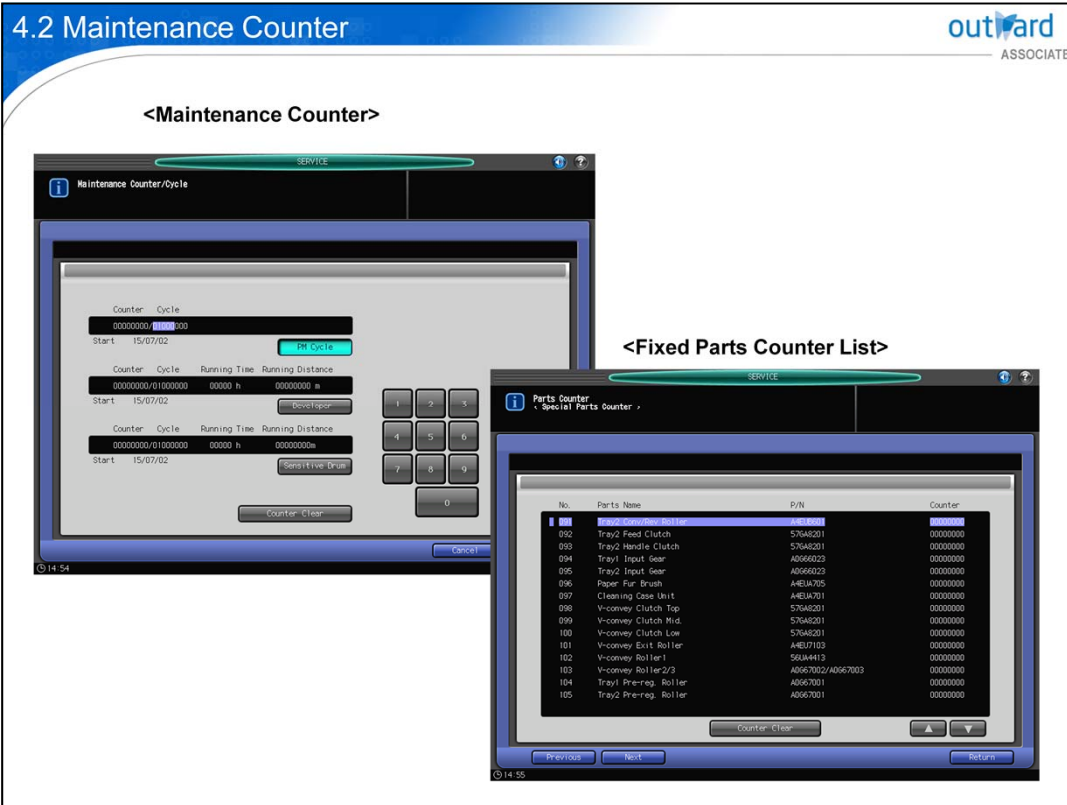 4.2 Maintenance Counter
outward
ASSOCIATE
<Maintenance Counter>
SERVICE
Maintenance Counter/Cycle
Counter Cycle
00000000/01000000
Start 15/07/02
PM Cycle
Counter Cycle Running Time Running Distance
00000000/01000000 00000 h 00000000 m
Start 15/07/02
Developer
Counter Cycle Running Time Running Distance
00000000/01000000 00000 h 00000000m
Start 15/07/02
Sensitive Drum
1 2 3
4 5 6
7 8 9
0
Counter Clear
Cancel
14:54
<Fixed Parts Counter List>
SERVICE
Parts Counter
‹ Special Parts Counter ›
No. Parts Name P/N Counter
091 Tray2 Conv/Rev Roller A4EUB601 00000000
092 Tray2 Feed Clutch 57GA8201 00000000
093 Tray2 Handle Clutch 57GA8201 00000000
094 Tray1 Input Gear A0G66023 00000000
095 Tray2 Input Gear A0G66023 00000000
096 Paper Fur Brush A4EUA705 00000000
097 Cleaning Case Unit A4EUA701 00000000
098 V-convey Clutch Top 57GA8201 00000000
099 V-convey Clutch Mid. 57GA8201 00000000
100 V-convey Clutch Low 57GA8201 00000000
101 V-convey Exit Roller A4EU7103 00000000
102 V-convey Roller1 56UA4413 00000000
103 V-convey Roller2/3 A0G67002/A0G67003 00000000
104 Tray1 Pre-reg. Roller A0G67001 00000000
105 Tray2 Pre-reg. Roller A0G67001 00000000
Counter Clear
Previous Next Return
14:55